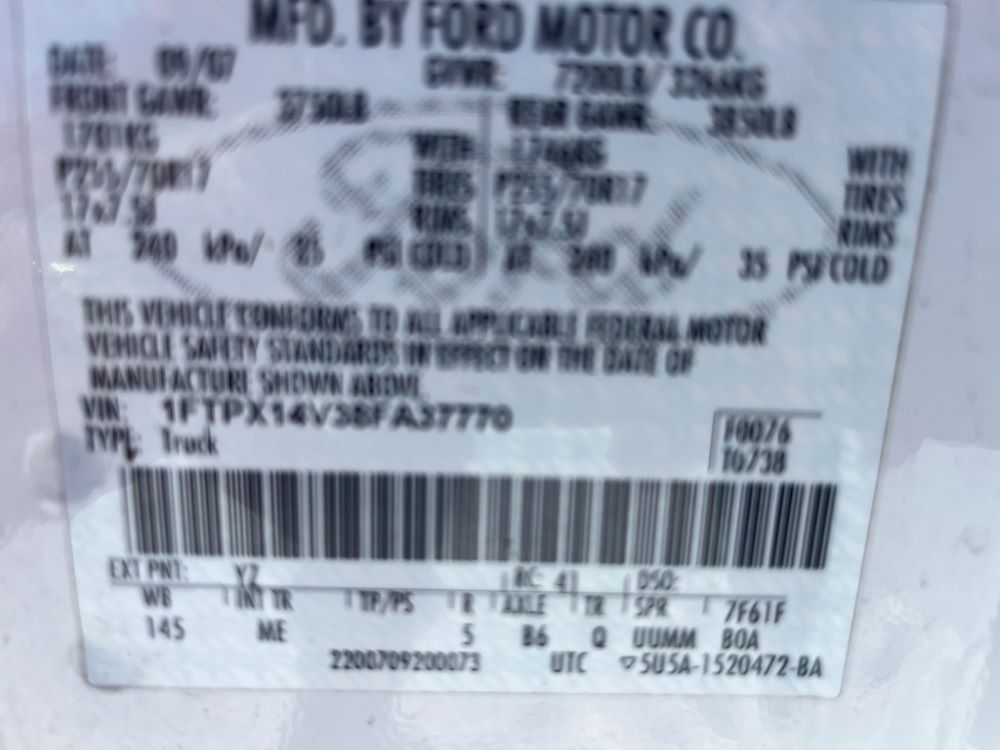 MFD. BY FORD MOTOR CO.
DATE: 09/07 GVWR: 7200LB/ 3266KG
FRONT GAWR: 3750LB REAR GAWR: 3850LB
1701KG WITH 1746KG WITH
P255/70R17 TIRES P255/70R17 TIRES
17x7.5J RIMS 17x7.5J RIMS
AT 240 kPa/ 35 PSI COLD AT 240 kPa/ 35 PSI COLD
THIS VEHICLE CONFORMS TO ALL APPLICABLE FEDERAL MOTOR
VEHICLE SAFETY STANDARDS IN EFFECT ON THE DATE OF
MANUFACTURE SHOWN ABOVE.
VIN: 1FTPX14V38FA37770
TYPE: Truck
F0076
T0738
EXT PNT: YZ RC: 41 DSO:
WB INT TR TP/PS R AXLE TR SPR 7F61F
145 ME 5 B6 Q UUMM BOA
2200709200073 UTC ▽5U5A-1520472-BA